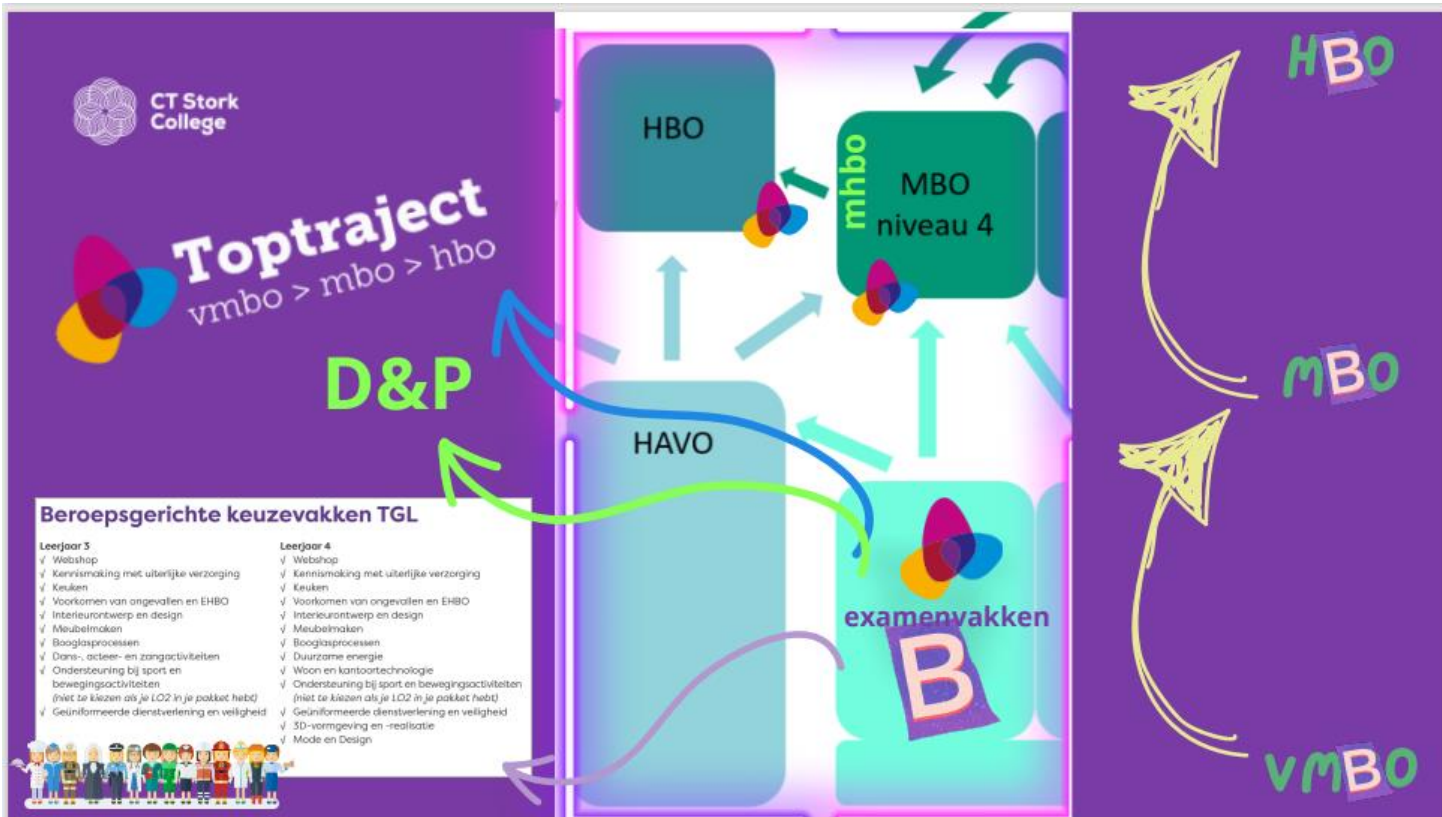 CT Stork
College
Toptraject
vmbo > mbo > hbo
D&P
Beroepsgerichte keuzevakken TGL
Leerjaar 3
√ Webshop
√ Kennismaking met uiterlijke verzorging
√ Keuken
√ Voorkomen van ongevallen en EHBO
√ Interieurontwerp en design
√ Meubelmaken
√ Booglasprocessen
√ Dans-, acteer- en zangactiviteiten
√ Ondersteuning bij sport en
bewegingsactiviteiten
(niet te kiezen als je LO2 in je pakket hebt)
√ Geüniformeerde dienstverlening en veiligheid
Leerjaar 4
√ Webshop
√ Kennismaking met uiterlijke verzorging
√ Keuken
√ Voorkomen van ongevallen en EHBO
√ Interieurontwerp en design
√ Meubelmaken
√ Booglasprocessen
√ Duurzame energie
√ Woon en kantoortechnologie
√ Ondersteuning bij sport en bewegingsactiviteiten
(niet te kiezen als je LO2 in je pakket hebt)
√ Geüniformeerde dienstverlening en veiligheid
√ 3D-vormgeving en -realisatie
√ Mode en Design
HBO
mhbo
MBO
niveau 4
HAVO
examenvakken
B
HBO
MBO
VMBO